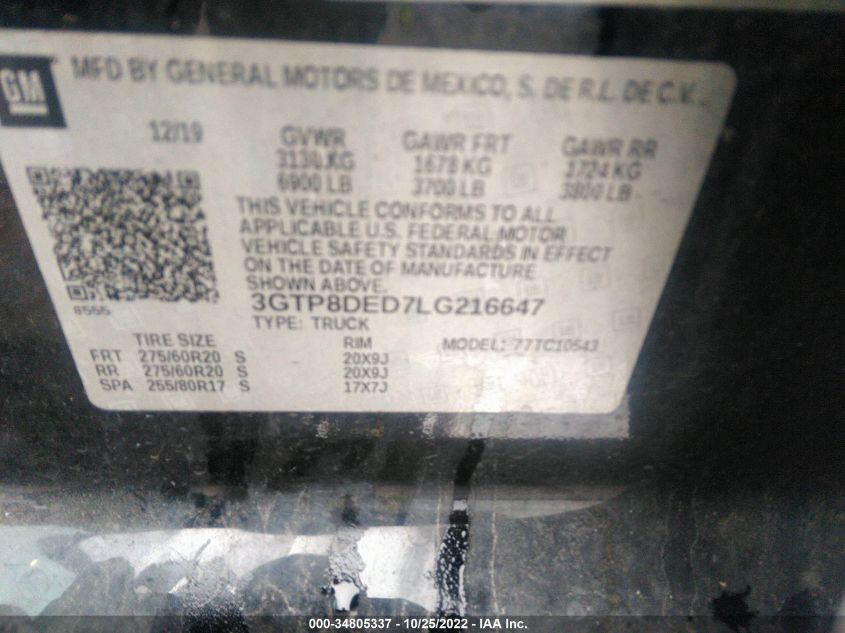 GM
MFD BY GENERAL MOTORS DE MEXICO, S. DE R.L. DE C.V.
12/19 GVWR GAWR FRT GAWR RR
3130 KG 1678 KG 1724 KG
6900 LB 3700 LB 3800 LB
THIS VEHICLE CONFORMS TO ALL
APPLICABLE U.S. FEDERAL MOTOR
VEHICLE SAFETY STANDARDS IN EFFECT
ON THE DATE OF MANUFACTURE
SHOWN ABOVE.
8555 3GTP8DED7LG216647
TYPE: TRUCK
TIRE SIZE RIM MODEL: 77TC10543
FRT 275/60R20 S 20X9J
RR 275/60R20 S 20X9J
SPA 255/80R17 S 17X7J
000-34805337 - 10/25/2022 - IAA Inc.